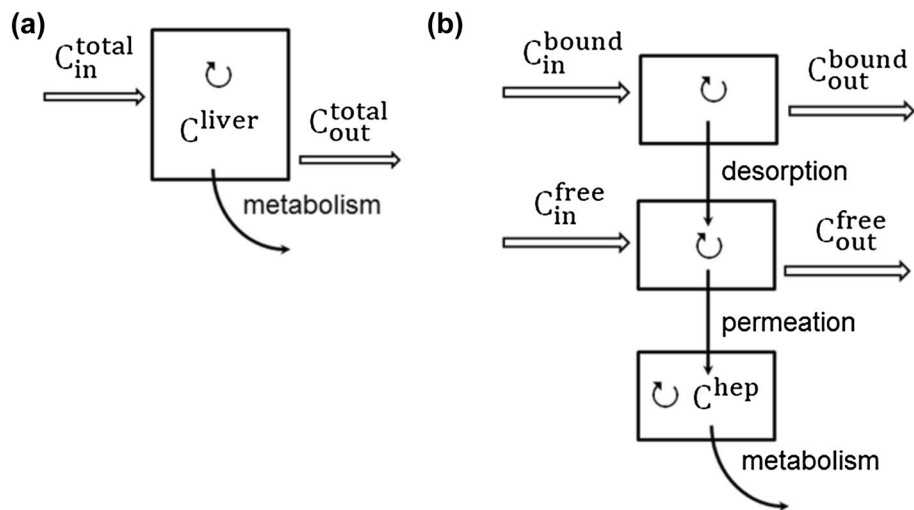 (a)
C_in^total
C^liver
C_out^total
metabolism
(b)
C_in^bound
C_out^bound
desorption
C_in^free
C_out^free
permeation
C^hep
metabolism